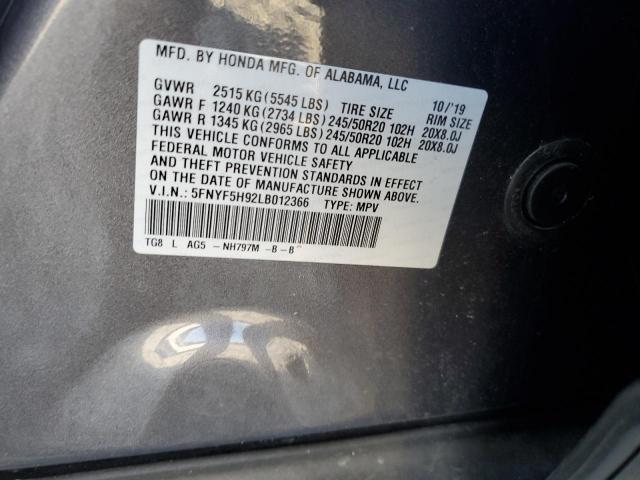 MFD. BY HONDA MFG. OF ALABAMA, LLC
10/'19
GVWR 2515 KG (5545 LBS) TIRE SIZE RIM SIZE
GAWR F 1240 KG (2734 LBS) 245/50R20 102H 20X8.0J
GAWR R 1345 KG (2965 LBS) 245/50R20 102H 20X8.0J
THIS VEHICLE CONFORMS TO ALL APPLICABLE
FEDERAL MOTOR VEHICLE SAFETY
AND THEFT PREVENTION STANDARDS IN EFFECT
ON THE DATE OF MANUFACTURE SHOWN ABOVE.
V.I.N.: 5FNYF5H92LB012366 TYPE: MPV
TG8 L AG5 - NH797M -B-B